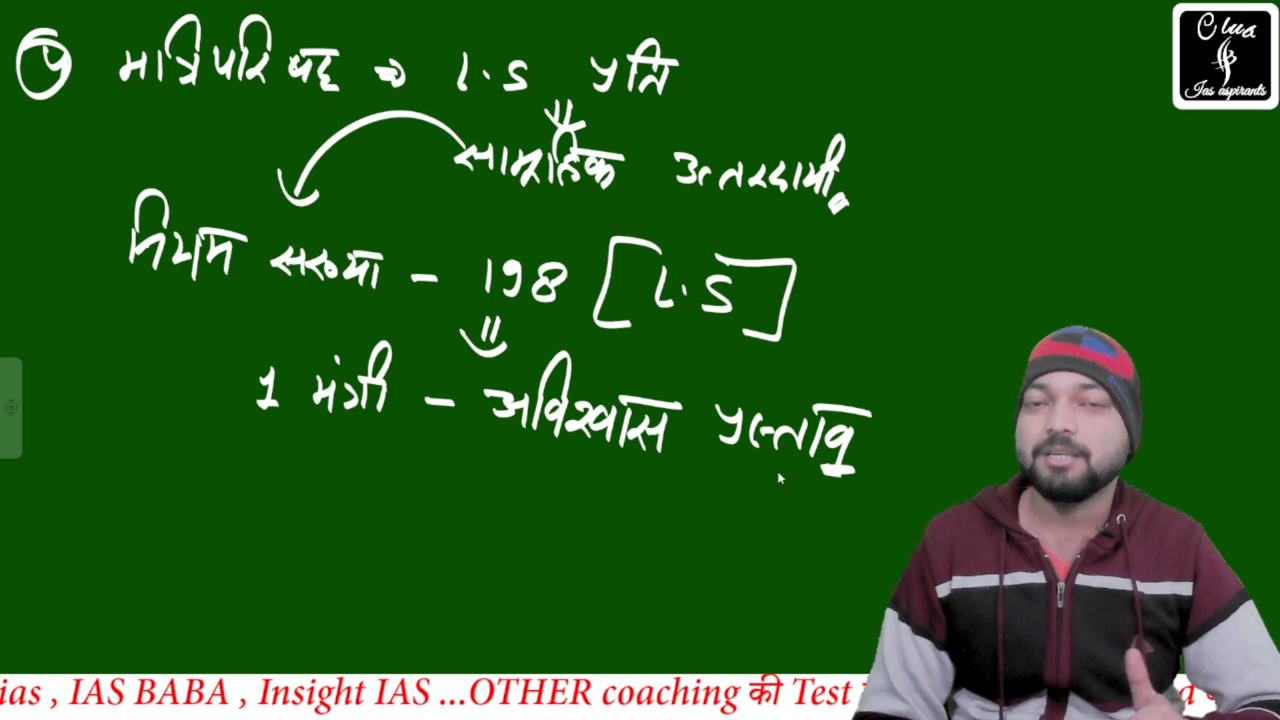 ५ मंत्रिपरिषद → L.S प्रति
सामूहिक उत्तरदायी
नियम संख्या - 198 [L.S]
1 मंत्री - अविश्वास प्रस्ताव
Clua
Ias aspirants
ias , IAS BABA , Insight IAS ...OTHER coaching की Test